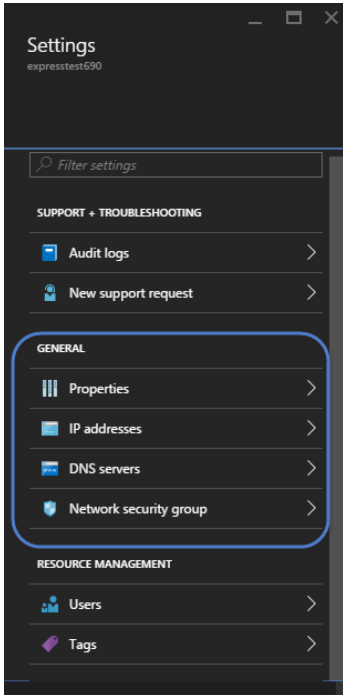 Settings
expresstest690
Filter settings
SUPPORT + TROUBLESHOOTING
Audit logs
New support request
GENERAL
Properties
IP addresses
DNS servers
Network security group
RESOURCE MANAGEMENT
Users
Tags